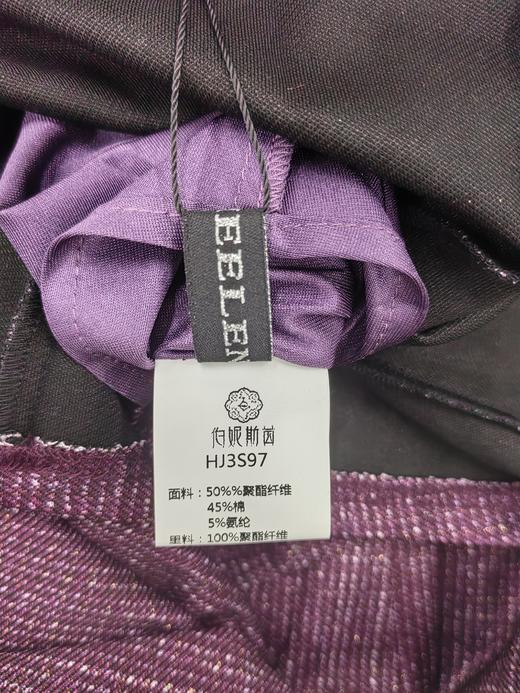 EELEN
伯妮斯茵
HJ3S97
面料：50%%聚酯纤维
45%棉
5%氨纶
里料：100%聚酯纤维